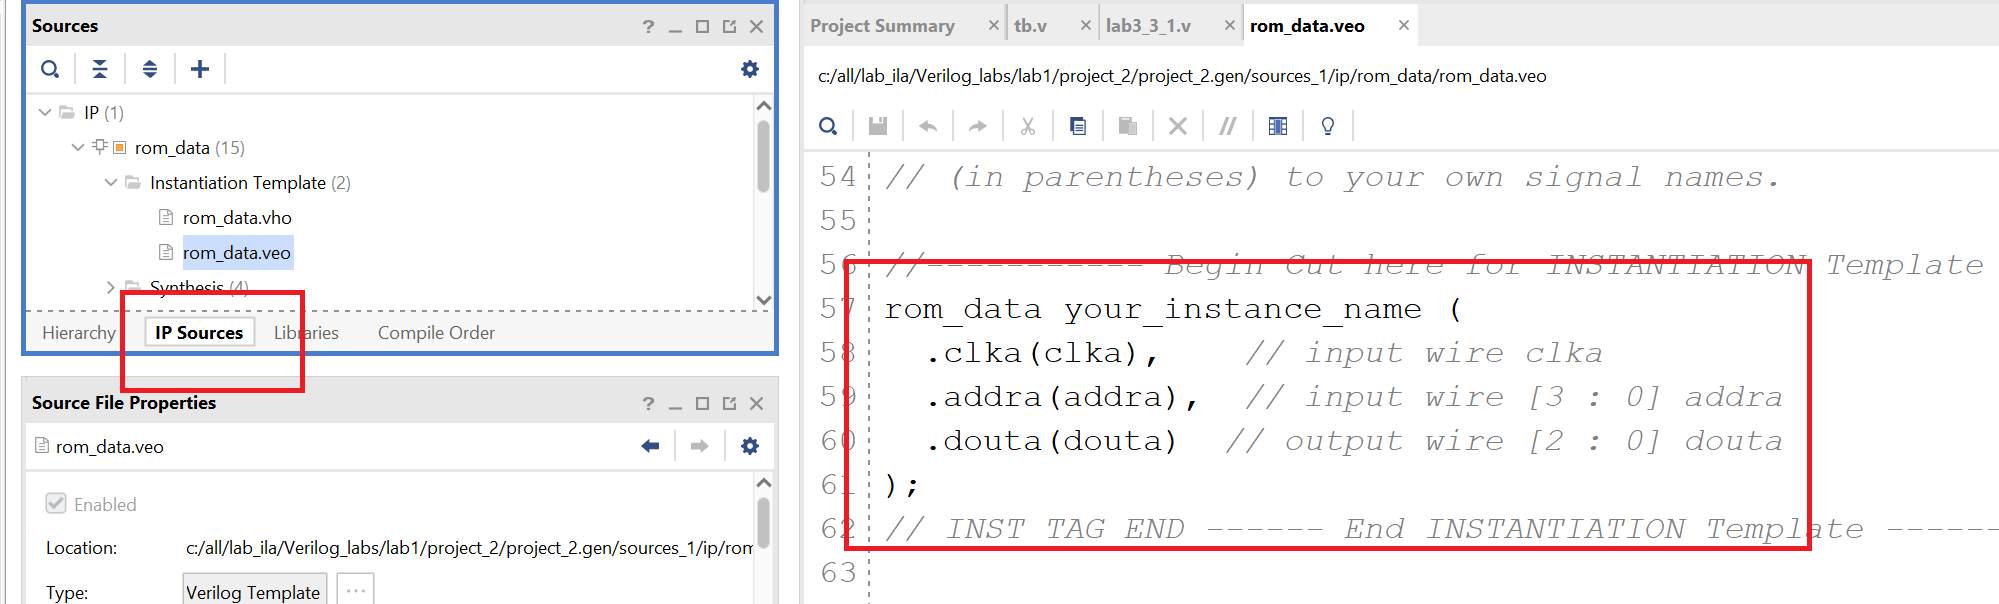 Sources
IP (1)
rom_data (15)
Instantiation Template (2)
rom_data.vho
rom_data.veo
Synthesis (4)
Hierarchy IP Sources Libraries Compile Order
Source File Properties
rom_data.veo
Enabled
Location: c:/all/lab_ila/Verilog_labs/lab1/project_2/project_2.gen/sources_1/ip/rom
Type: Verilog Template ...
Project Summary tb.v lab3_3_1.v rom_data.veo
c:/all/lab_ila/Verilog_labs/lab1/project_2/project_2.gen/sources_1/ip/rom_data/rom_data.veo
54 // (in parentheses) to your own signal names.
55
56 //----------- Begin Cut here for INSTANTIATION Template
57 rom_data your_instance_name (
58 .clka(clka), // input wire clka
59 .addra(addra), // input wire [3 : 0] addra
60 .douta(douta) // output wire [2 : 0] douta
61 );
62 // INST TAG END ------ End INSTANTIATION Template ------
63